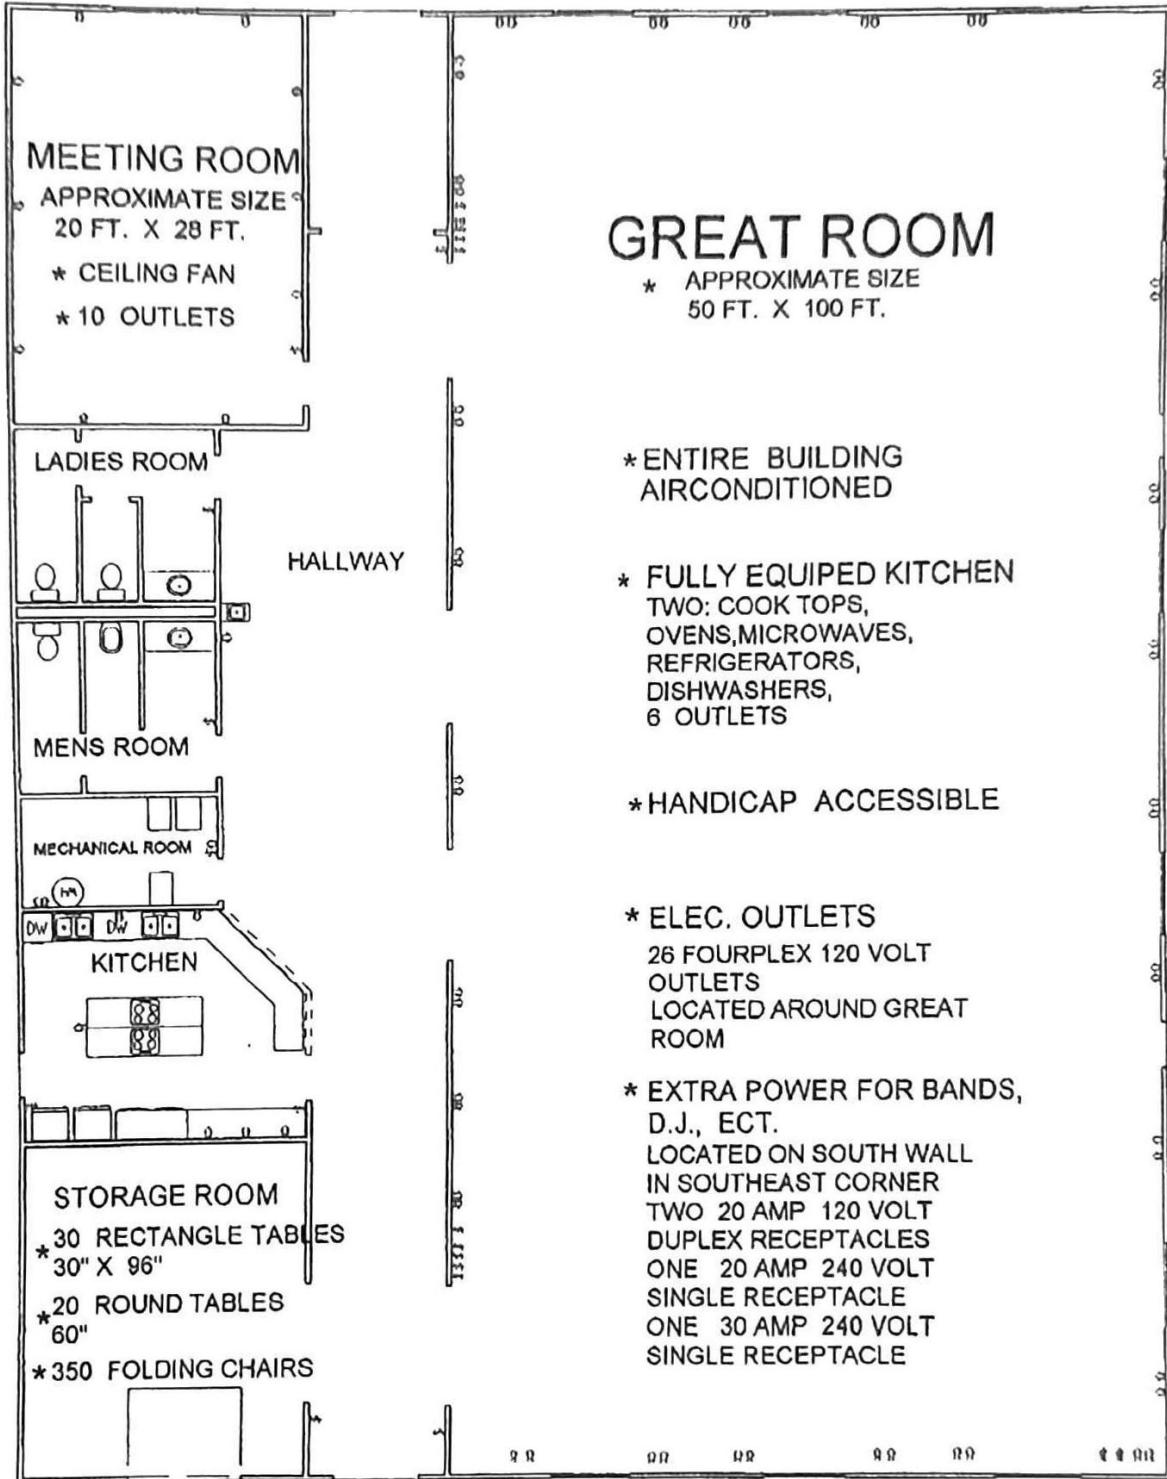 MEETING ROOM
APPROXIMATE SIZE
20 FT. X 28 FT.
* CEILING FAN
* 10 OUTLETS
GREAT ROOM
* APPROXIMATE SIZE
50 FT. X 100 FT.
LADIES ROOM
HALLWAY
MENS ROOM
MECHANICAL ROOM
HW
DW
DW
KITCHEN
STORAGE ROOM
* 30 RECTANGLE TABLES
30" X 96"
* 20 ROUND TABLES
60"
* 350 FOLDING CHAIRS
* ENTIRE BUILDING
AIRCONDITIONED
* FULLY EQUIPED KITCHEN
TWO: COOK TOPS,
OVENS,MICROWAVES,
REFRIGERATORS,
DISHWASHERS,
6 OUTLETS
* HANDICAP ACCESSIBLE
* ELEC. OUTLETS
26 FOURPLEX 120 VOLT
OUTLETS
LOCATED AROUND GREAT
ROOM
* EXTRA POWER FOR BANDS,
D.J., ECT.
LOCATED ON SOUTH WALL
IN SOUTHEAST CORNER
TWO 20 AMP 120 VOLT
DUPLEX RECEPTACLES
ONE 20 AMP 240 VOLT
SINGLE RECEPTACLE
ONE 30 AMP 240 VOLT
SINGLE RECEPTACLE